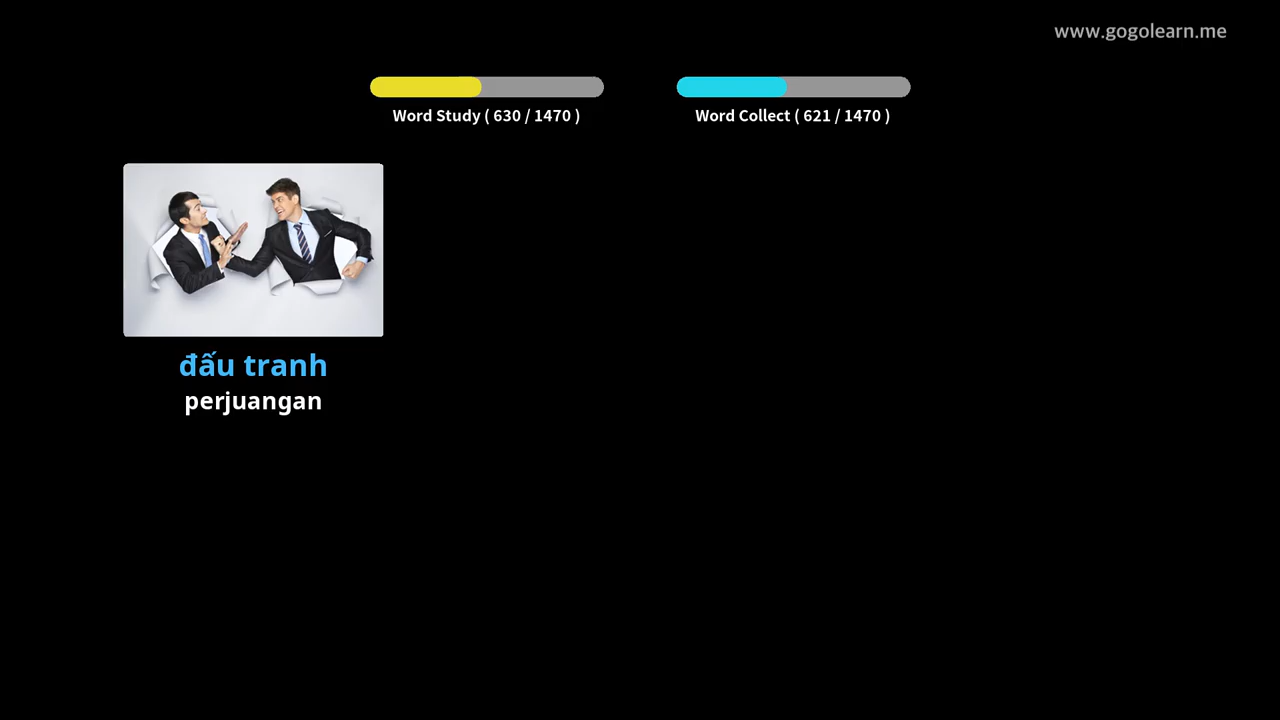 www.gogolearn.me
Word Study ( 630 / 1470 )
Word Collect ( 621 / 1470 )
đấu tranh
perjuangan